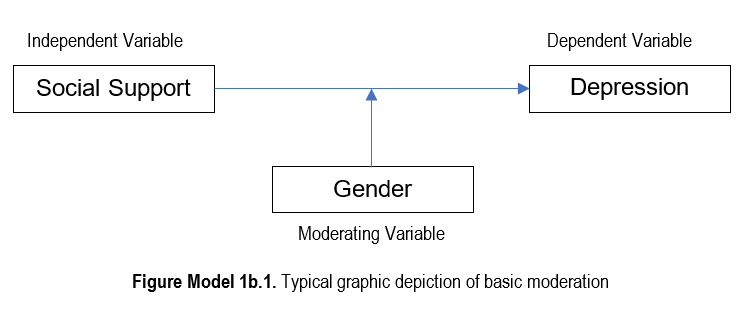 Independent Variable
Dependent Variable
Social Support
Depression
Gender
Moderating Variable
Figure Model 1b.1. Typical graphic depiction of basic moderation